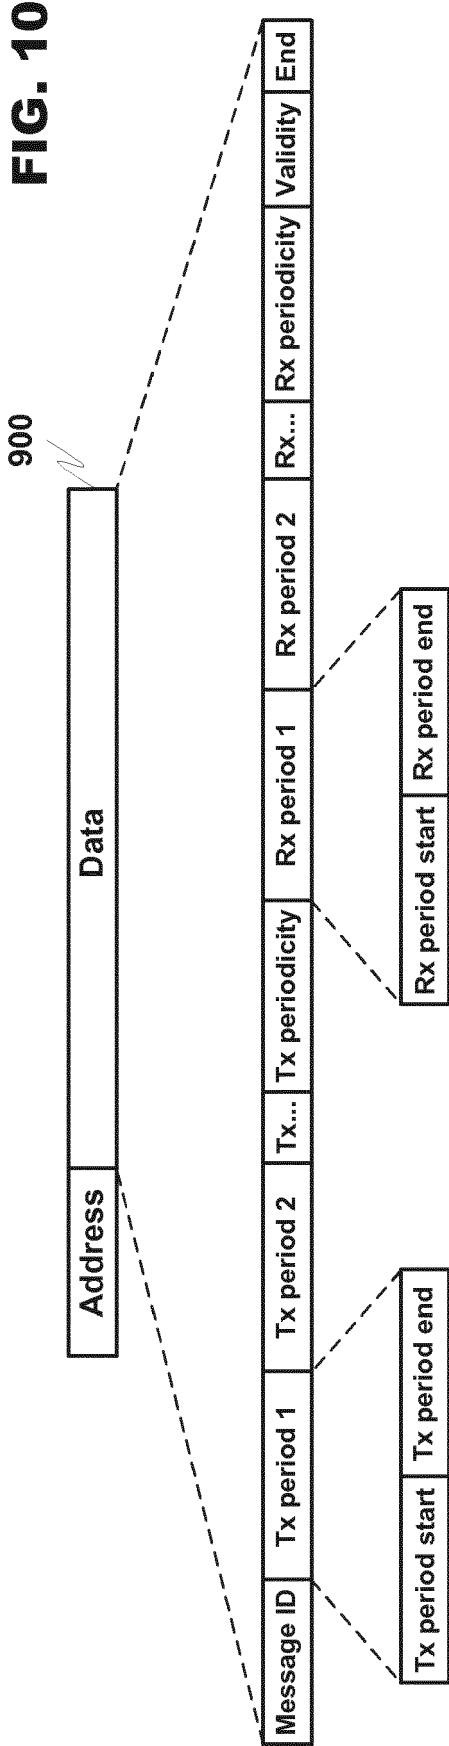 FIG. 10
900
Address Data
Message ID Tx period 1 Tx period 2 Tx... Tx periodicity Rx period 1 Rx period 2 Rx... Rx periodicity Validity End
Tx period start Tx period end Rx period start Rx period end